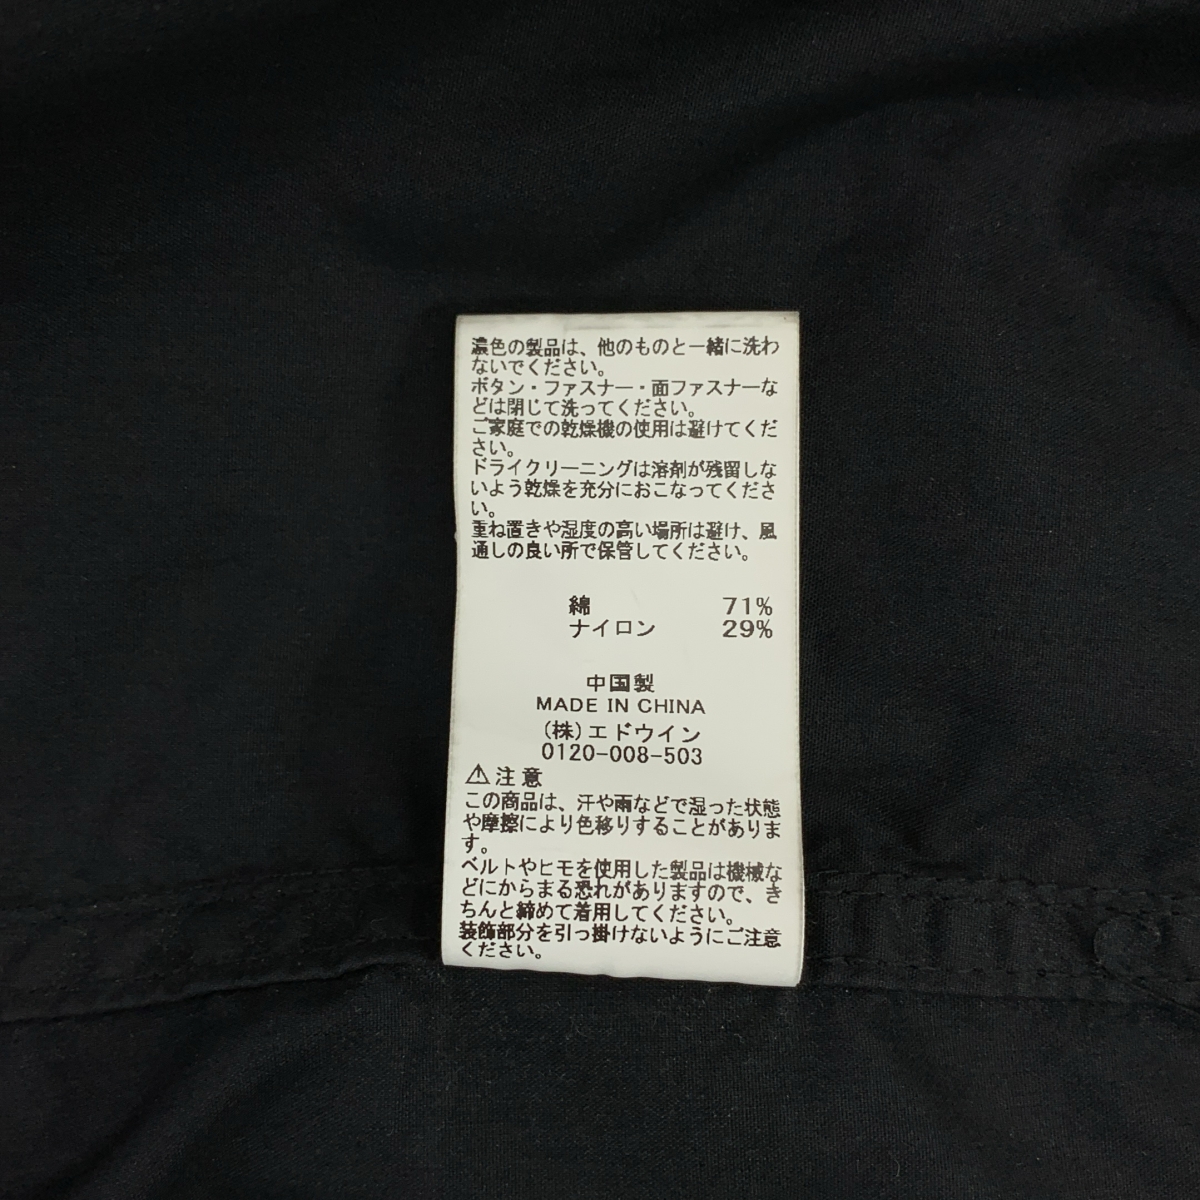 濃色の製品は、他のものと一緒に洗わ
ないでください。
ボタン・ファスナー・面ファスナーな
どは閉じて洗ってください。
ご家庭での乾燥機の使用は避けてくだ
さい。
ドライクリーニングは溶剤が残留しな
いよう乾燥を充分におこなってくださ
い。
重ね置きや湿度の高い場所は避け、風
通しの良い所で保管してください。
綿 71%
ナイロン 29%
中国製
MADE IN CHINA
(株)エドウイン
0120-008-503
⚠注意
この商品は、汗や雨などで湿った状態
や摩擦により色移りすることがありま
す。
ベルトやヒモを使用した製品は機械な
どにからまる恐れがありますので、き
ちんと締めて着用してください。
装飾部分を引っ掛けないようにご注意
ください。